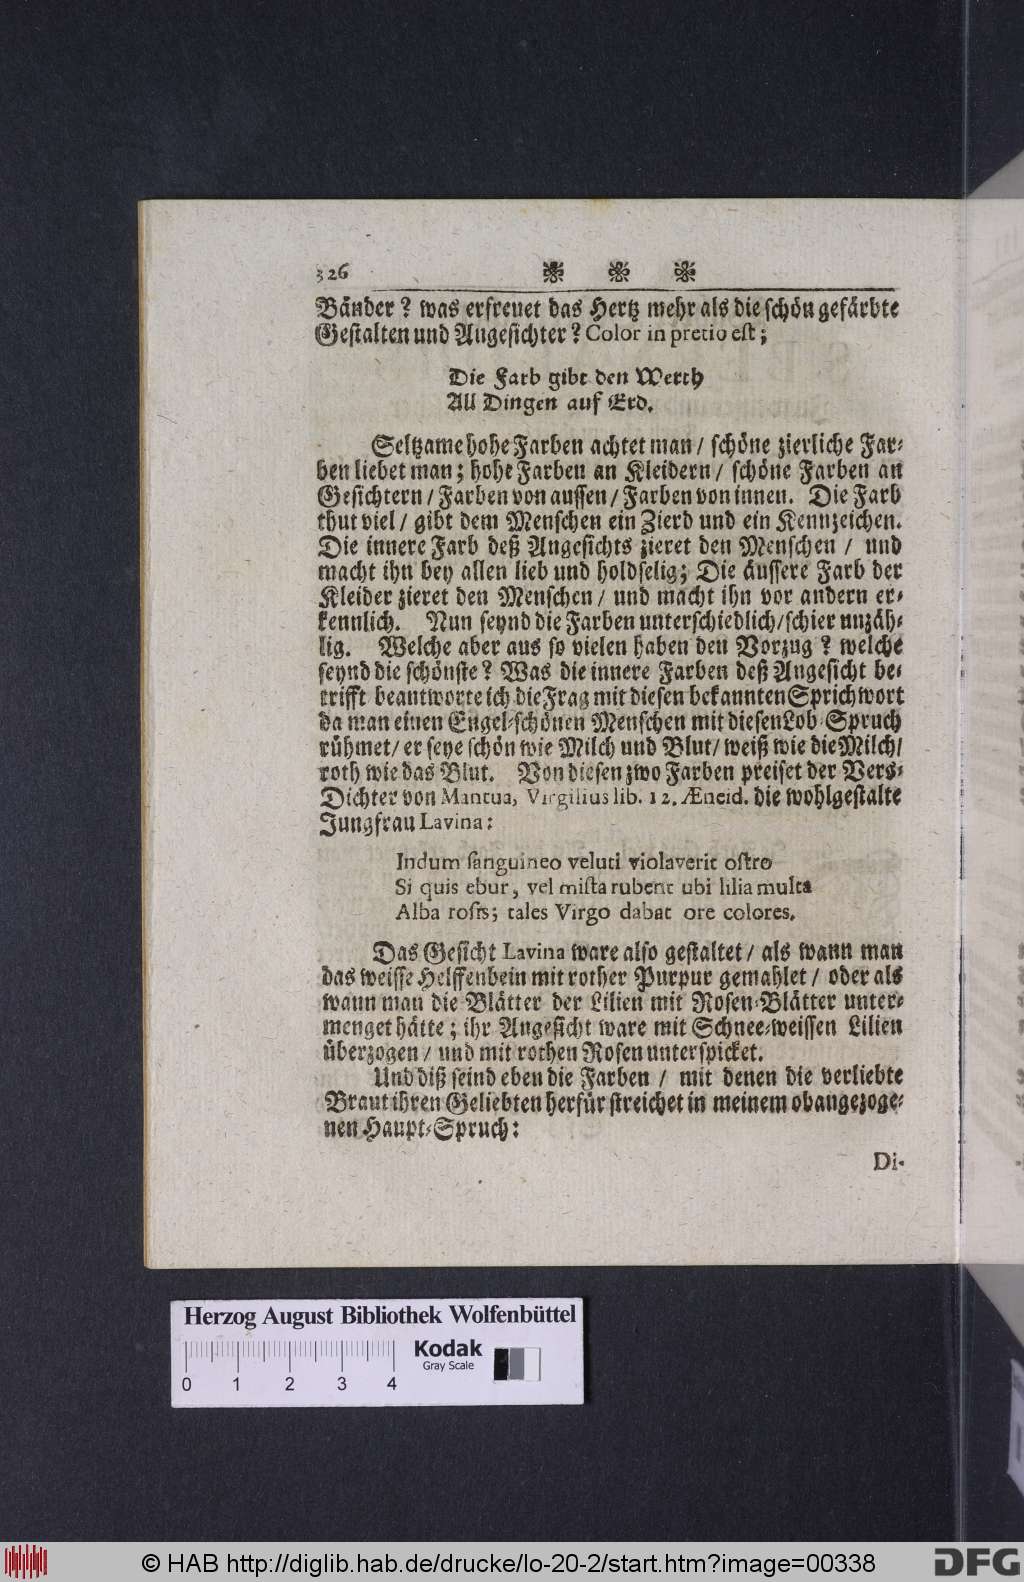 326
Bänder? was erfreuet das Hertz mehr als die schön gefärbte
Gestalten und Angesichter? Color in pretio est;
Die Farb gibt den Werth
All Dingen auf Erd.
Seltzame hohe Farben achtet man/ schöne zierliche Far-
ben liebet man; hohe Farben an Kleidern/ schöne Farben an
Gesichtern/ Farben von aussen/ Farben von innen. Die Farb
thut viel/ gibt dem Menschen ein Zierd und ein Kennzeichen.
Die innere Farb deß Angesichts zieret den Menschen/ und
macht ihn bey allen lieb und holdselig; Die äussere Farb der
Kleider zieret den Menschen/ und macht ihn vor andern er-
kennlich. Nun seynd die Farben unterschiedlich/ schier unzäh-
lig. Welche aber aus so vielen haben den Vorzug? welche
seynd die schönste? Was die innere Farben deß Angesicht be-
trifft beantworte ich die Frag mit diesen bekannten Sprichwort
da man einen Engel-schönen Menschen mit diesen Lob-Spruch
rühmet/ er seye schön wie Milch und Blut/ weiß wie die Milch/
roth wie das Blut. Von diesen zwo Farben preiset der Vers-
Dichter von Mantua, Virgilius lib. 12. Æneid. die wohlgestalte
Jungfrau Lavina:
Indum sanguineo veluti violaverit ostro
Si quis ebur, vel mista rubent ubi lilia multa
Alba rosis; tales Virgo dabat ore colores.
Das Gesicht Lavina ware also gestaltet/ als wann man
das weisse Helffenbein mit rother Purpur gemahlet/ oder als
wann man die Blätter der Lilien mit Rosen-Blätter unter-
menget hätte; ihr Angesicht ware mit Schnee-weissen Lilien
überzogen/ und mit rothen Rosen unterspicket.
Und diß seind eben die Farben/ mit denen die verliebte
Braut ihren Geliebten herfür streichet in meinem obangezoge-
nen Haupt-Spruch:
Di-
Herzog August Bibliothek Wolfenbüttel
Kodak
Gray Scale
0 1 2 3 4
© HAB http://diglib.hab.de/drucke/lo-20-2/start.htm?image=00338
DFG